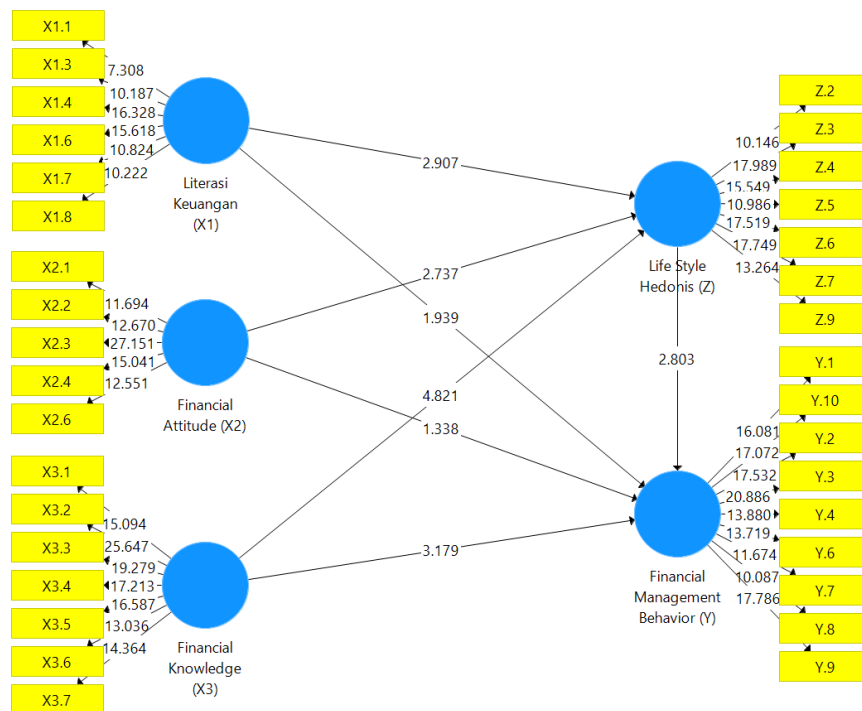 X1.1
X1.3
X1.4
X1.6
X1.7
X1.8
7.308
10.187
16.328
15.618
10.824
10.222
Literasi
Keuangan
(X1)
X2.1
X2.2
X2.3
X2.4
X2.6
11.694
12.670
27.151
15.041
12.551
Financial
Attitude (X2)
X3.1
X3.2
X3.3
X3.4
X3.5
X3.6
X3.7
15.094
25.647
19.279
17.213
16.587
13.036
14.364
Financial
Knowledge
(X3)
2.907
2.737
1.939
4.821
1.338
3.179
2.803
Life Style
Hedonis (Z)
10.146
17.989
15.549
10.986
17.519
17.749
13.264
Z.2
Z.3
Z.4
Z.5
Z.6
Z.7
Z.9
Financial
Management
Behavior (Y)
16.081
17.072
17.532
20.886
13.880
13.719
11.674
10.087
17.786
Y.1
Y.10
Y.2
Y.3
Y.4
Y.6
Y.7
Y.8
Y.9